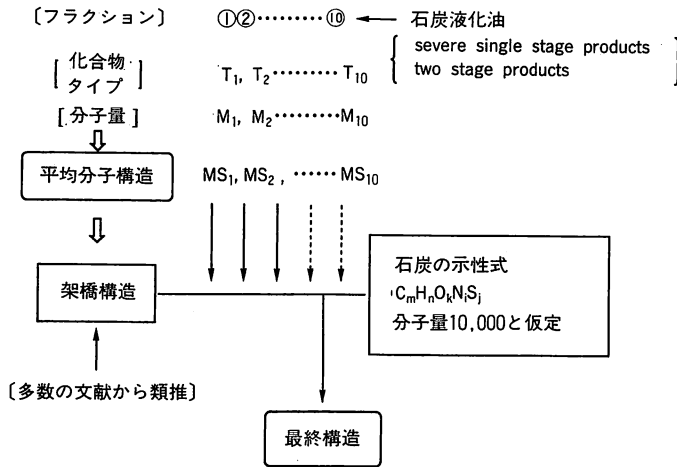 〔フラクション〕 ①②‥‥‥‥⑩ 石炭液化油
severe single stage products
two stage products
[化合物タイプ] T₁, T₂‥‥‥‥T₁₀
[分子量] M₁, M₂‥‥‥‥M₁₀
平均分子構造 MS₁, MS₂, ‥‥‥MS₁₀
架橋構造
石炭の示性式
CₘHₙOₖNᵢSⱼ
分子量10,000と仮定
〔多数の文献から類推〕
最終構造